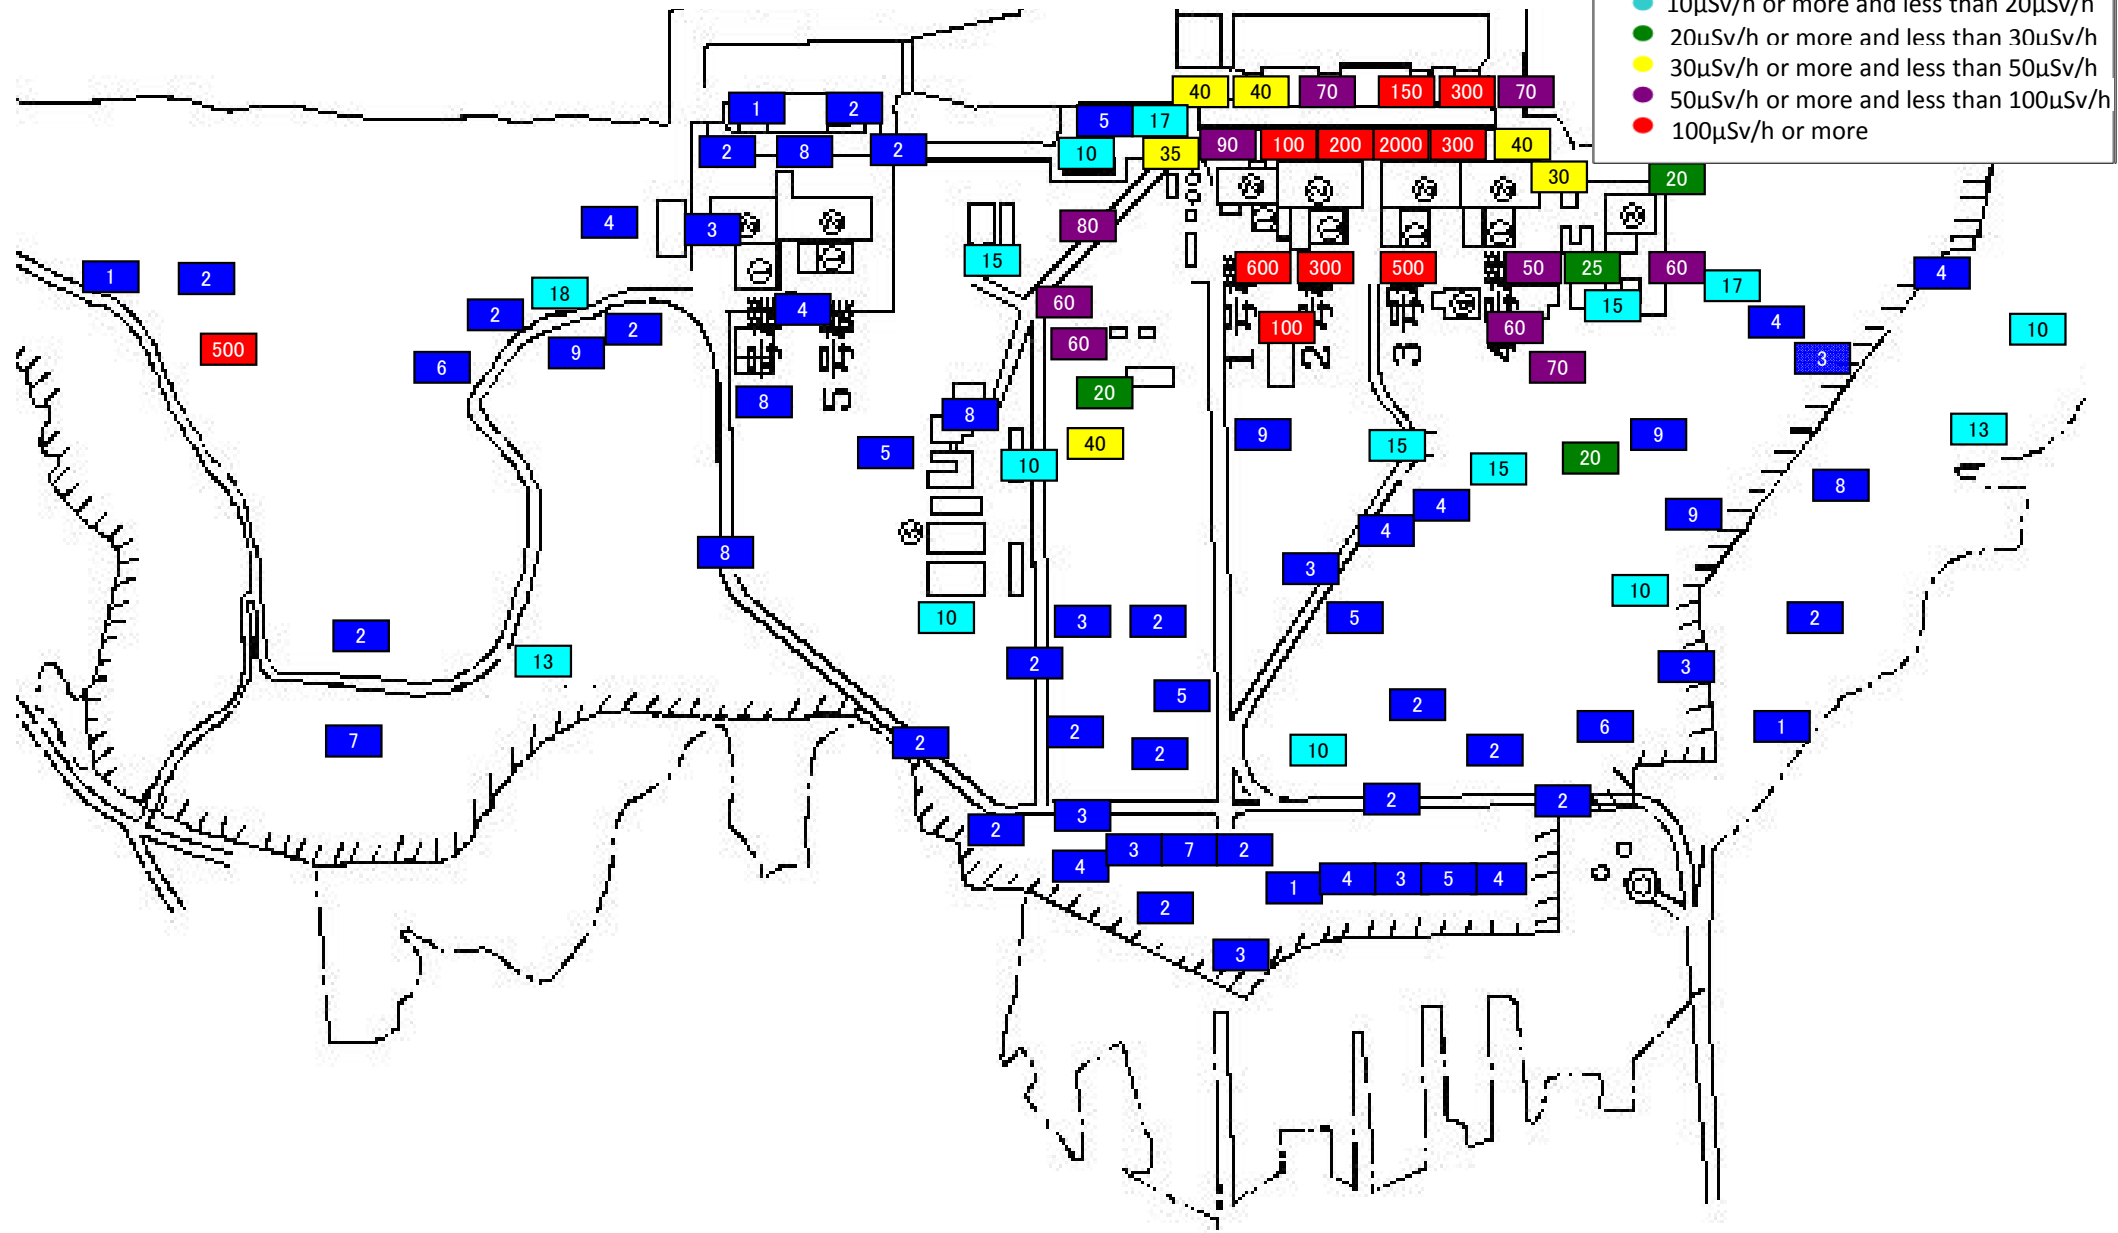 10μSv/h or more and less than 20μSv/h
20μSv/h or more and less than 30μSv/h
30μSv/h or more and less than 50μSv/h
50μSv/h or more and less than 100μSv/h
100μSv/h or more
40 40 70 150 300 70
1 2
5 17
2 8 2
10 35 90 100 200 2000 300 40
30 20
4 3 80
15 600 300 500 50 25 60
1 2 17 4
18 4 60 15
2 2 100 60 4 10
500 9 60 3
6 70
8 20
8 9 13
5 40 15 9
10 15 20
8
4 9
8 4
3
10
10 3 2 5 2
2 13 2 3
5 2
7 2 2 6 1
2 10 2
2 2
3
2
3 7 2
4 1 4 3 5 4
2
3
1
2
3
5